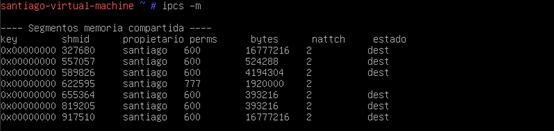 santiago-virtual-machine ~ # ipcs -m
---- Segmentos memoria compartida ----
key shmid propietario perms bytes nattch estado
0x00000000 327680 santiago 600 16777216 2 dest
0x00000000 557057 santiago 600 524288 2 dest
0x00000000 589826 santiago 600 4194304 2 dest
0x00000000 622595 santiago 777 1920000 2
0x00000000 655364 santiago 600 393216 2 dest
0x00000000 819205 santiago 600 393216 2 dest
0x00000000 917510 santiago 600 16777216 2 dest